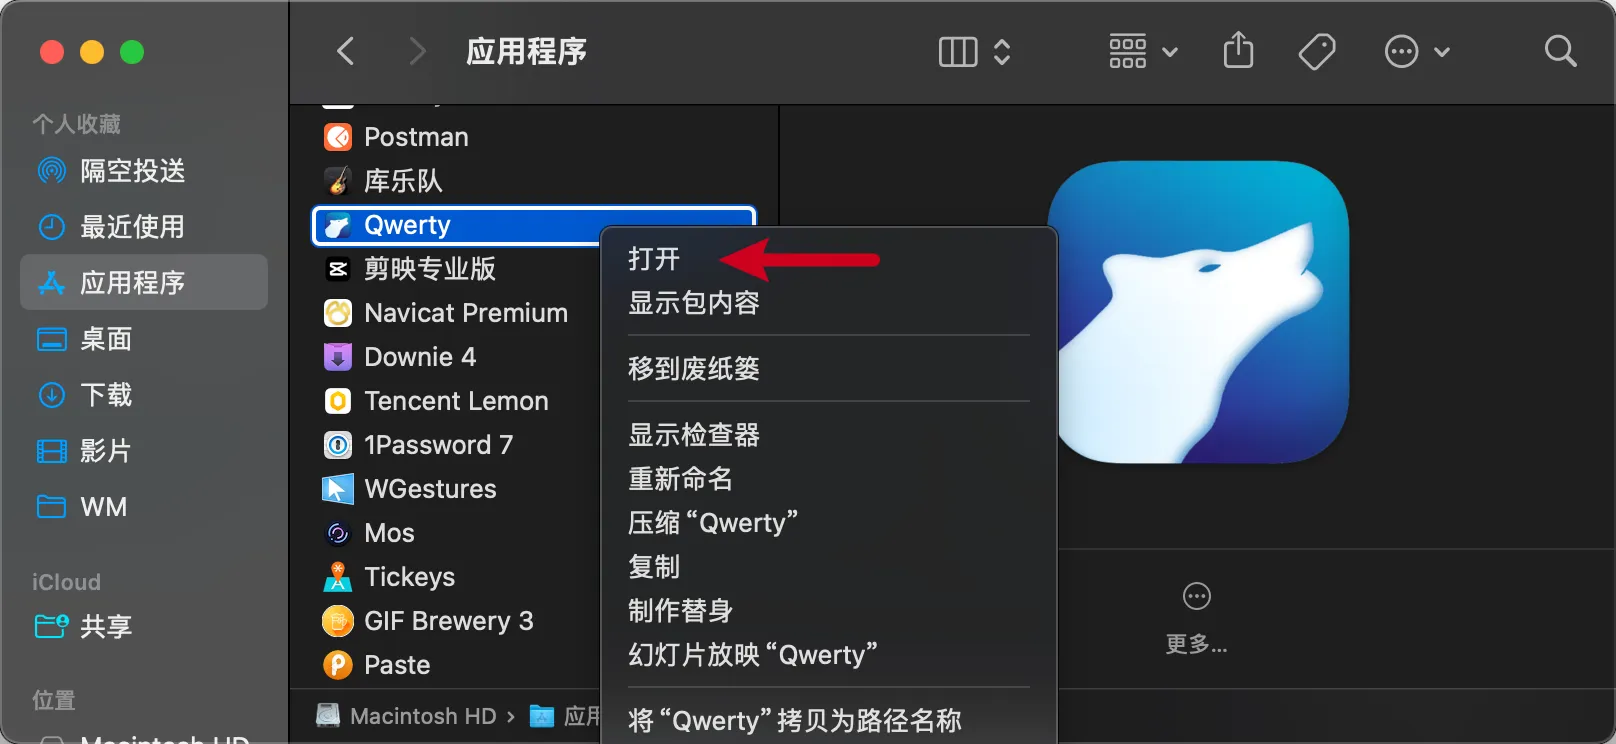 应用程序
个人收藏
隔空投送
最近使用
应用程序
桌面
下载
影片
WM
iCloud
共享
位置
Macintosh HD
Postman
库乐队
Qwerty
剪映专业版
Navicat Premium
Downie 4
Tencent Lemon
1Password 7
WGestures
Mos
Tickeys
GIF Brewery 3
Paste
Macintosh HD › 应用
打开
显示包内容
移到废纸篓
显示检查器
重新命名
压缩“Qwerty”
复制
制作替身
幻灯片放映“Qwerty”
将“Qwerty”拷贝为路径名称
更多...